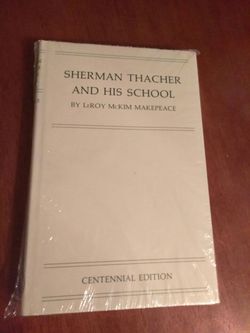 SHERMAN THACHER
AND HIS SCHOOL
BY LeROY McKIM MAKEPEACE
CENTENNIAL EDITION